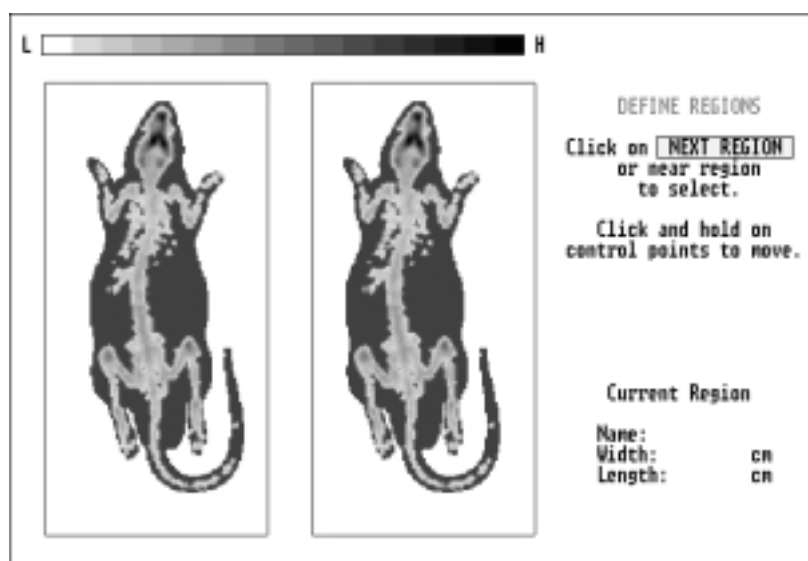 L H
DEFINE REGIONS
Click on NEXT REGION
or near region
to select.
Click and hold on
control points to move.
Current Region
Name:
Width: cm
Length: cm